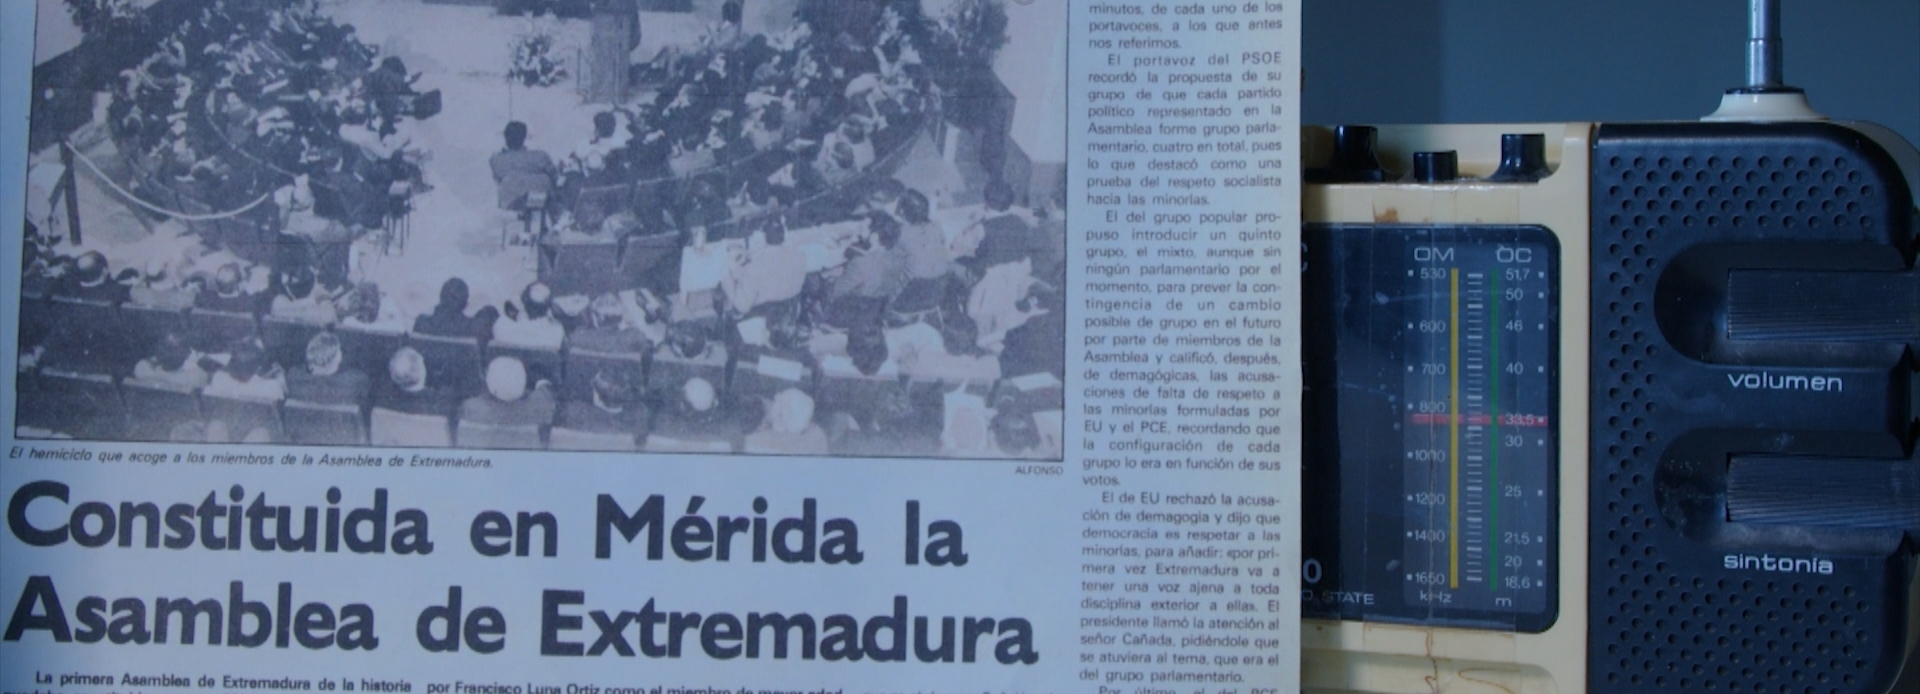 El hemiciclo que acoge a los miembros de la Asamblea de Extremadura.
ALFONSO
Constituida en Mérida la
Asamblea de Extremadura
La primera Asamblea de Extremadura de la historia
por Francisco Luna Ortiz como el miembro de mayor edad
minutos, de cada uno de los
portavoces, a los que antes
nos referimos.
El portavoz del PSOE
recordó la propuesta de su
grupo de que cada partido
político representado en la
Asamblea forme grupo parla-
mentario, cuatro en total, pues
lo que destacó como una
prueba del respeto socialista
hacia las minorías.
El del grupo popular pro-
puso introducir un quinto
grupo, el mixto, aunque sin
ningún parlamentario por el
momento, para prever la con-
tingencia de un cambio
posible de grupo en el futuro
por parte de miembros de la
Asamblea y calificó, después,
de demagógicas, las acusa-
ciones de falta de respeto a
las minorías formuladas por
EU y el PCE, recordando que
la configuración de cada
grupo lo era en función de sus
votos.
El de EU rechazó la acusa-
ción de demagogia y dijo que
democracia es respetar a las
minorías, para añadir: «por pri-
mera vez Extremadura va a
tener una voz ajena a toda
disciplina exterior a ella». El
presidente llamó la atención al
señor Cañada, pidiéndole que
se atuviera al tema, que era el
del grupo parlamentario.
Por último, el del PCE
OM OC
530 51,7
50
600 46
700 40
800 33,5
30
1000
1200 25
1400 21,5
20
1650 18,6
kHz m
STATE
volumen
sintonía